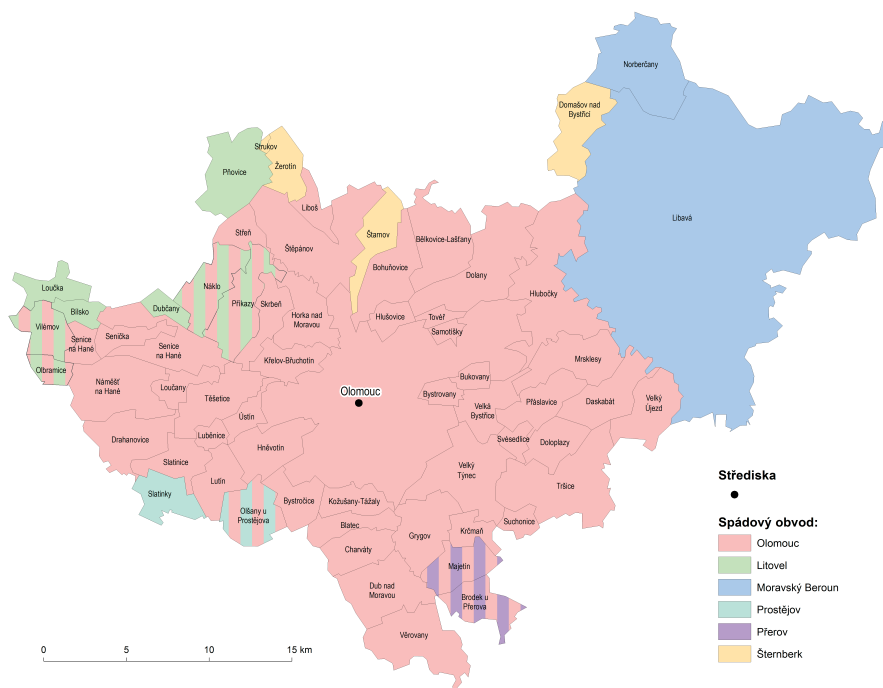 Norberčany
Domašov nad
Bystřicí
Strukov
Žerotín
Pňovice
Liboš
Libavá
Střeň
Štarnov
Štěpánov
Bělkovice-Lašťany
Bohuňovice
Dolany
Loučka
Náklo
Hlubočky
Příkazy
Skrbeň
Bílsko
Dubčany
Horka nad
Moravou
Hlušovice
Tovéř
Samotišky
Vilémov
Senice
na Hané
Senička
Senice
na Hané
Křelov-Břuchotín
Mrsklesy
Olbramice
Náměšť
na Hané
Loučany
Těšetice
Olomouc
Bukovany
Bystrovany
Přáslavice
Daskabát
Velký
Újezd
Velká
Bystřice
Ústín
Drahanovice
Luběnice
Hněvotín
Svésedlice
Doloplazy
Slatinice
Velký
Týnec
Slatinky
Lutín
Tršice
Olšany u
Prostějova
Bystročice
Kožušany-Tážaly
Blatec
Suchonice
Krčmaň
Grygov
Charváty
Majetín
Dub nad
Moravou
Brodek u
Přerova
Věrovany
Střediska
Spádový obvod:
Olomouc
Litovel
Moravský Beroun
Prostějov
Přerov
Šternberk
0 5 10 15 km